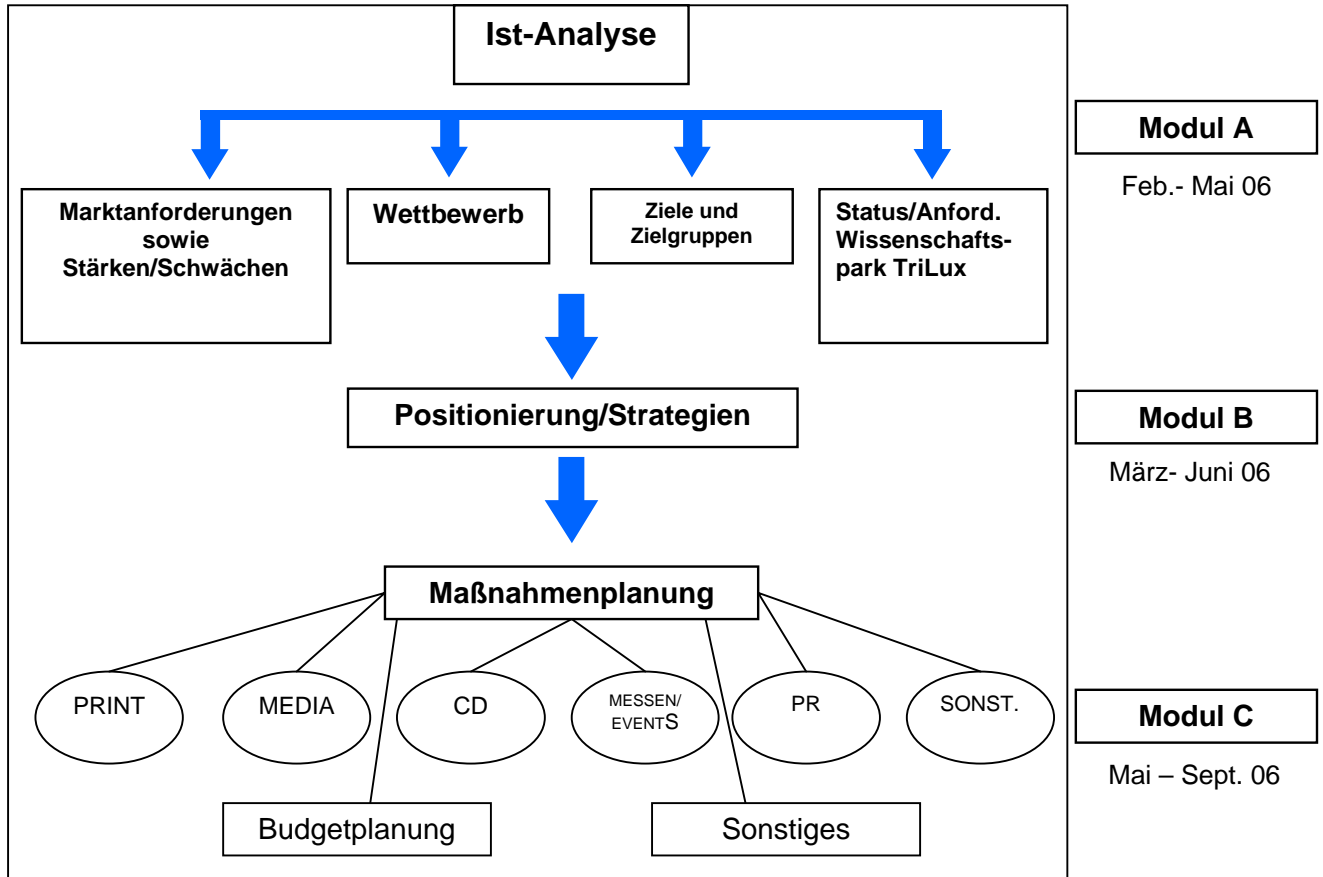 Ist-Analyse
Modul A
Feb.- Mai 06
Marktanforderungen
sowie
Stärken/Schwächen
Wettbewerb
Ziele und
Zielgruppen
Status/Anford.
Wissenschafts-
park TriLux
Positionierung/Strategien
Modul B
März- Juni 06
Maßnahmenplanung
PRINT
MEDIA
CD
MESSEN/
EVENTS
PR
SONST.
Modul C
Mai – Sept. 06
Budgetplanung
Sonstiges